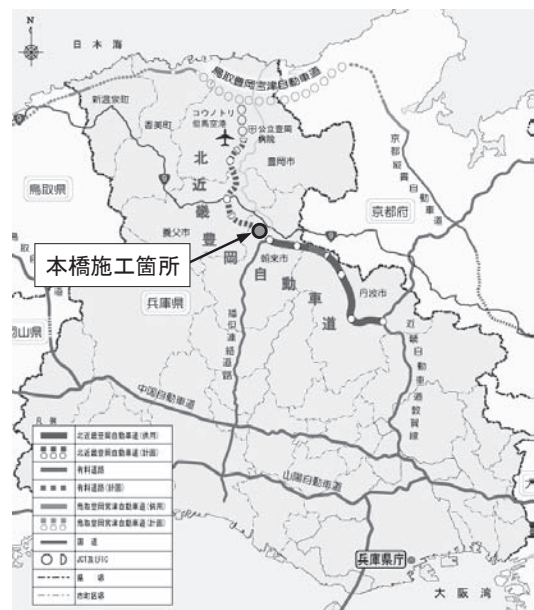 N
日本海
鳥取豊岡宮津自動車道
新温泉町
香美町
コウノトリ
但馬空港
公立豊岡
病院
豊岡市
京都縦貫自動車道
鳥取県
京都府
北近畿豊岡自動車道
養父市
朝来市
丹波市
本橋施工箇所
兵庫県
岡山県
播但連絡道路
近畿自動車道敦賀線
中国自動車道
山陽自動車道
凡例
北近畿豊岡自動車道(供用)
北近畿豊岡自動車道(計画)
有料道路
有料道路(計画)
鳥取豊岡宮津自動車道(供用)
鳥取豊岡宮津自動車道(計画)
国道
JCT及びIC
県境
市町区境
兵庫県庁
大阪湾